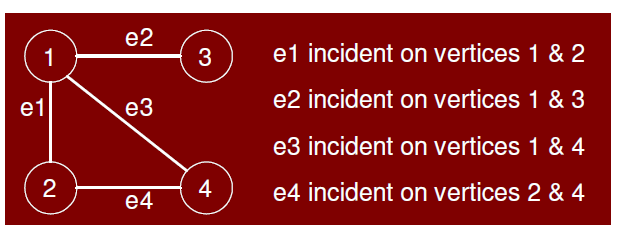 e2
1
3
e1 incident on vertices 1 & 2
e2 incident on vertices 1 & 3
e1
e3
e3 incident on vertices 1 & 4
2
4
e4
e4 incident on vertices 2 & 4